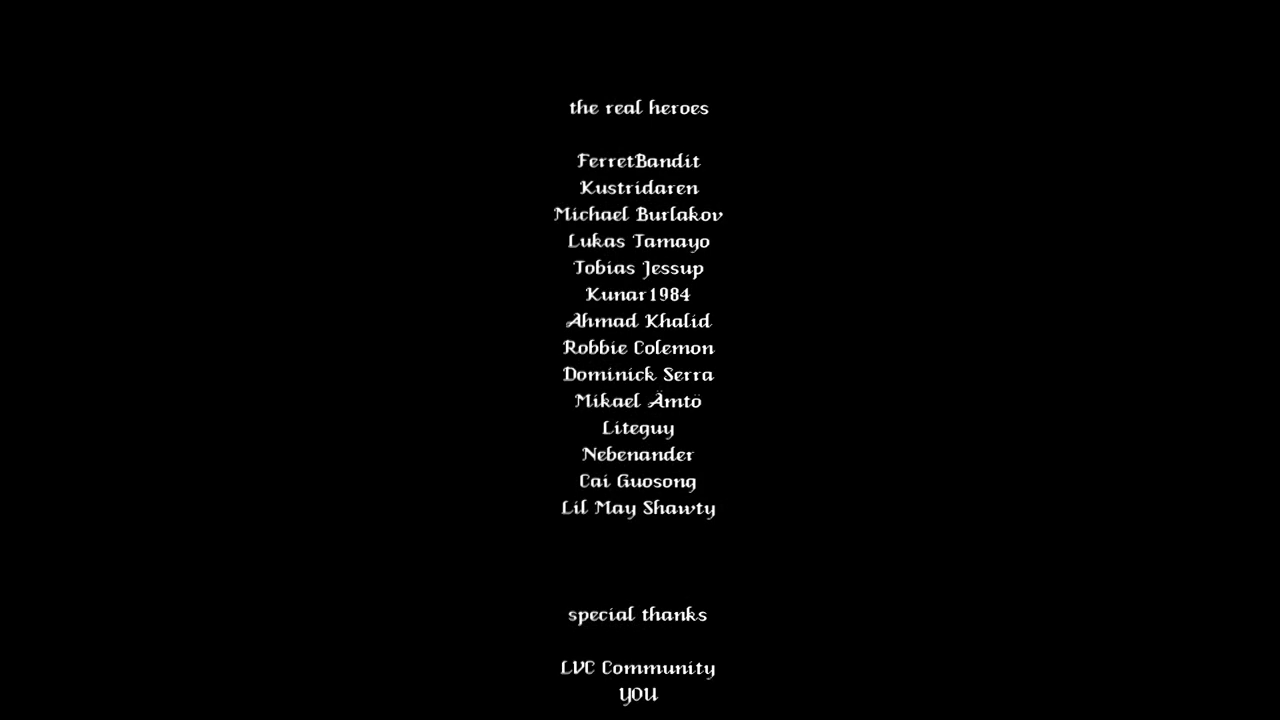 the real heroes
FerretBandit
Kustridaren
Michael Burlakov
Lukas Tamayo
Tobias Jessup
Kunar1984
Ahmad Khalid
Robbie Colemon
Dominick Serra
Mikael Ämtö
Liteguy
Nebenander
Cai Guosong
Lil May Shawty
special thanks
LVC Community
YOU